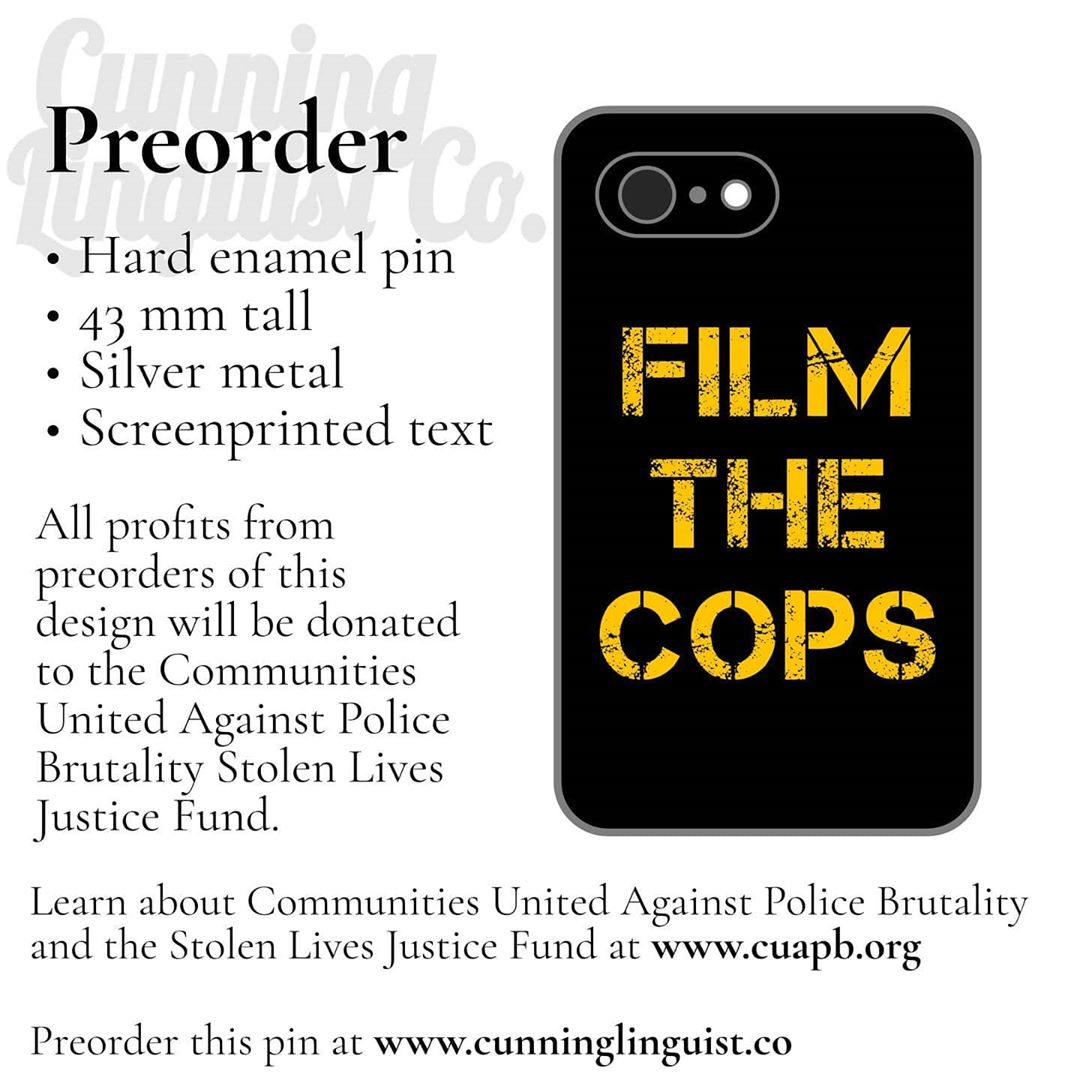 Cunning
Linguist Co.
Preorder
• Hard enamel pin
• 43 mm tall
• Silver metal
• Screenprinted text
All profits from
preorders of this
design will be donated
to the Communities
United Against Police
Brutality Stolen Lives
Justice Fund.
FILM
THE
COPS
Learn about Communities United Against Police Brutality
and the Stolen Lives Justice Fund at www.cuapb.org
Preorder this pin at www.cunninglinguist.co